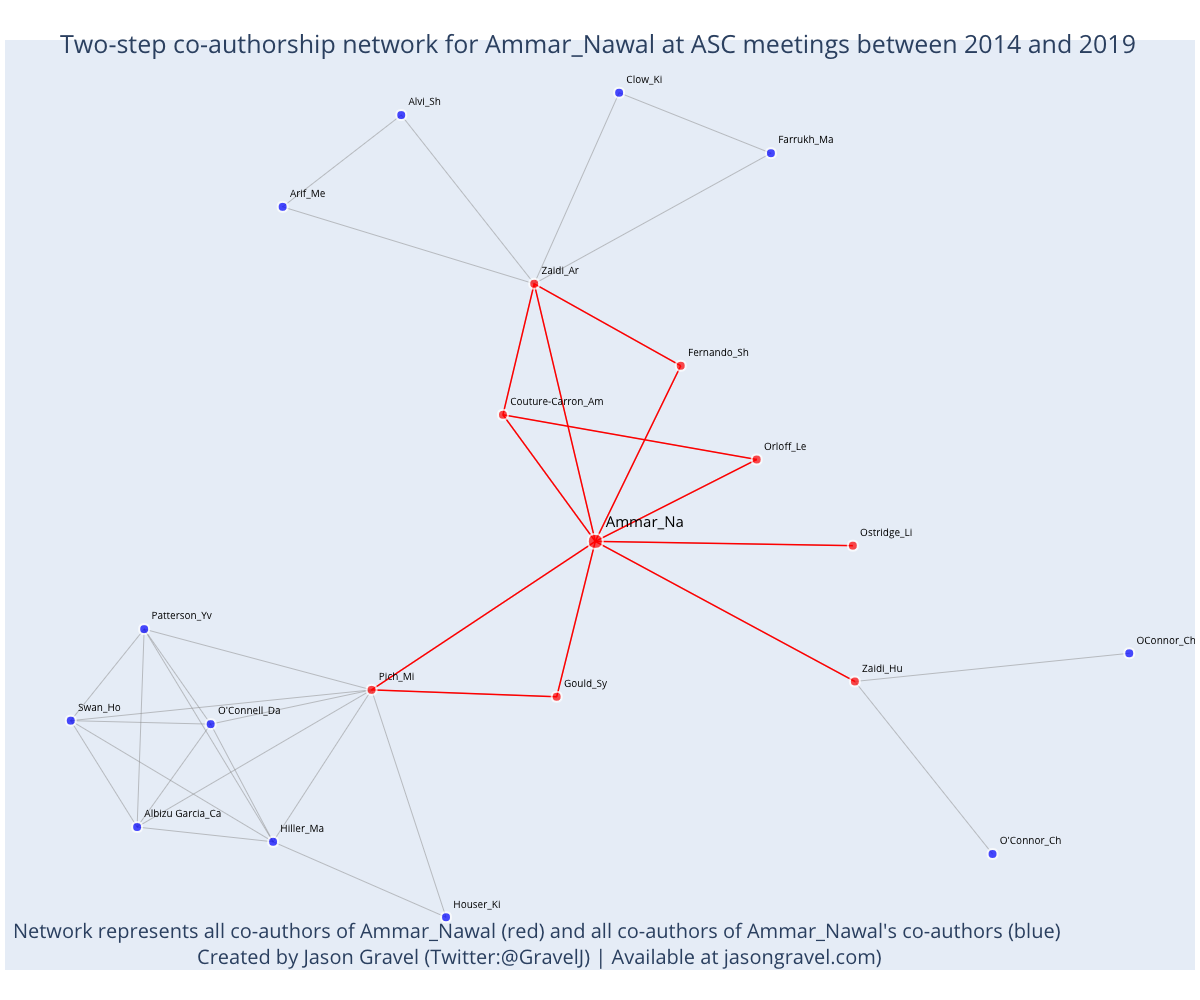 Two-step co-authorship network for Ammar_Nawal at ASC meetings between 2014 and 2019
Clow_Ki
Alvi_Sh
Farrukh_Ma
Arif_Me
Zaidi_Ar
Fernando_Sh
Couture-Carron_Am
Orloff_Le
Ammar_Na
Ostridge_Li
Patterson_Yv
OConnor_Ch
Zaidi_Hu
Pich_Mi
Gould_Sy
Swan_Ho
O'Connell_Da
Albizu Garcia_Ca
Hiller_Ma
O'Connor_Ch
Houser_Ki
Network represents all co-authors of Ammar_Nawal (red) and all co-authors of Ammar_Nawal's co-authors (blue)
Created by Jason Gravel (Twitter:@GravelJ) | Available at jasongravel.com)